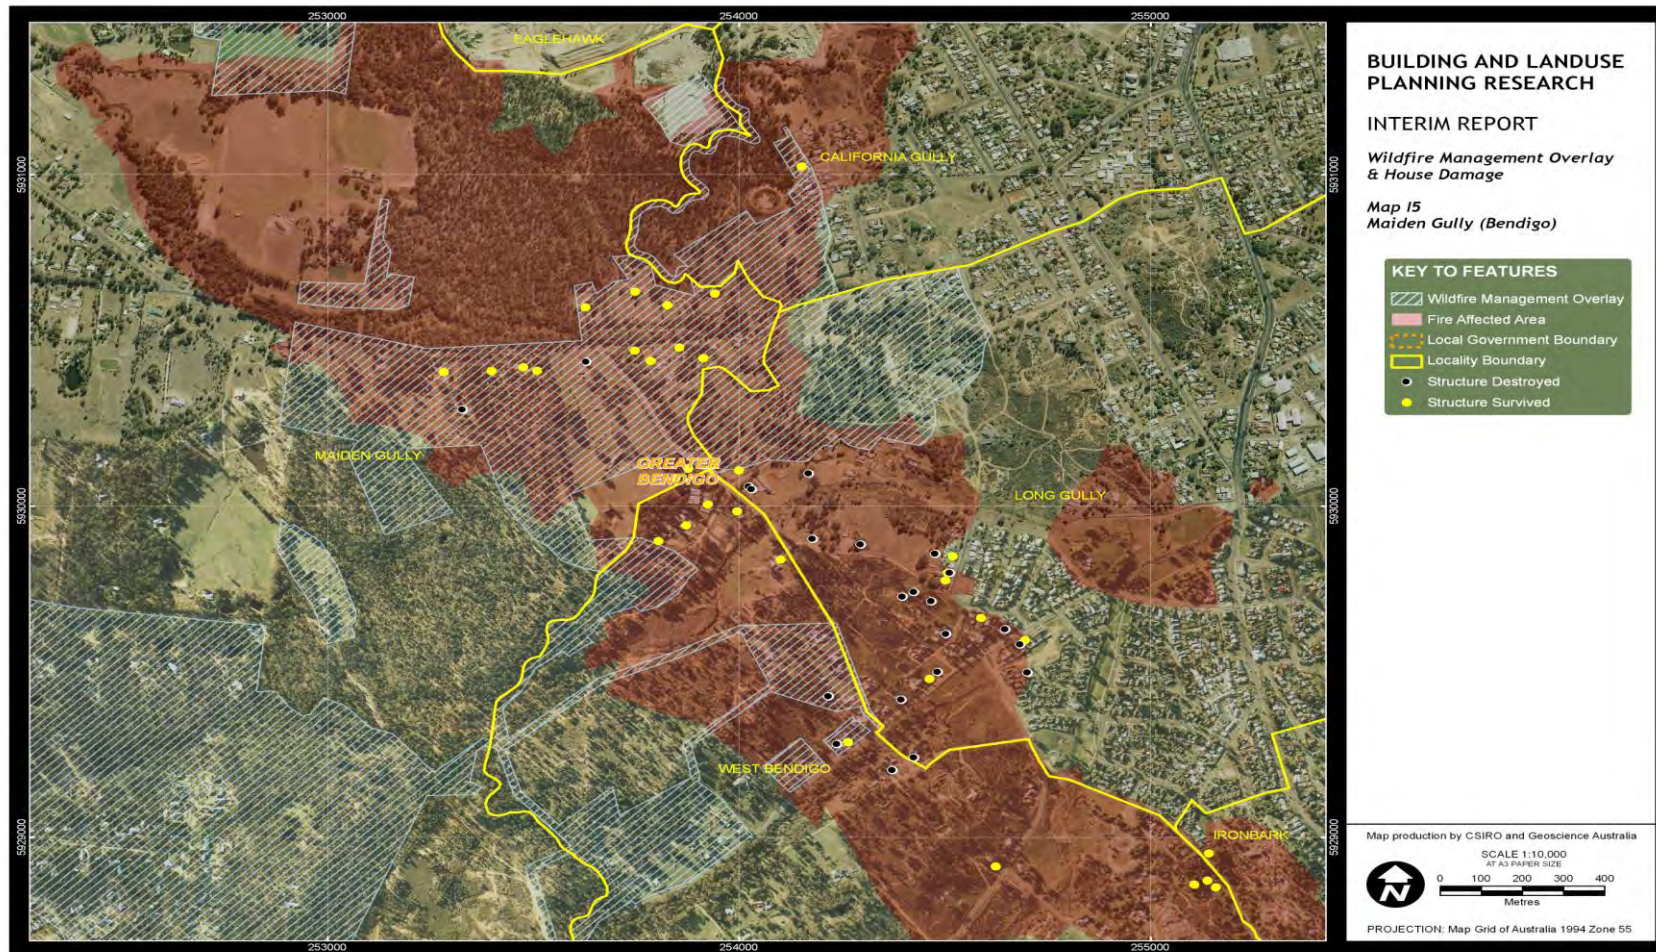 253000
254000
255000
EAGLEHAWK
CALIFORNIA GULLY
5931000
5931000
MAIDEN GULLY
GREATER
BENDIGO
LONG GULLY
5930000
5930000
WEST BENDIGO
IRONBARK
5929000
5929000
253000
254000
255000
BUILDING AND LANDUSE
PLANNING RESEARCH
INTERIM REPORT
Wildfire Management Overlay
& House Damage
Map 15
Maiden Gully (Bendigo)
KEY TO FEATURES
Wildfire Management Overlay
Fire Affected Area
Local Government Boundary
Locality Boundary
Structure Destroyed
Structure Survived
Map production by CSIRO and Geoscience Australia
SCALE 1:10,000
AT A3 PAPER SIZE
N
0 100 200 300 400
Metres
PROJECTION: Map Grid of Australia 1994 Zone 55